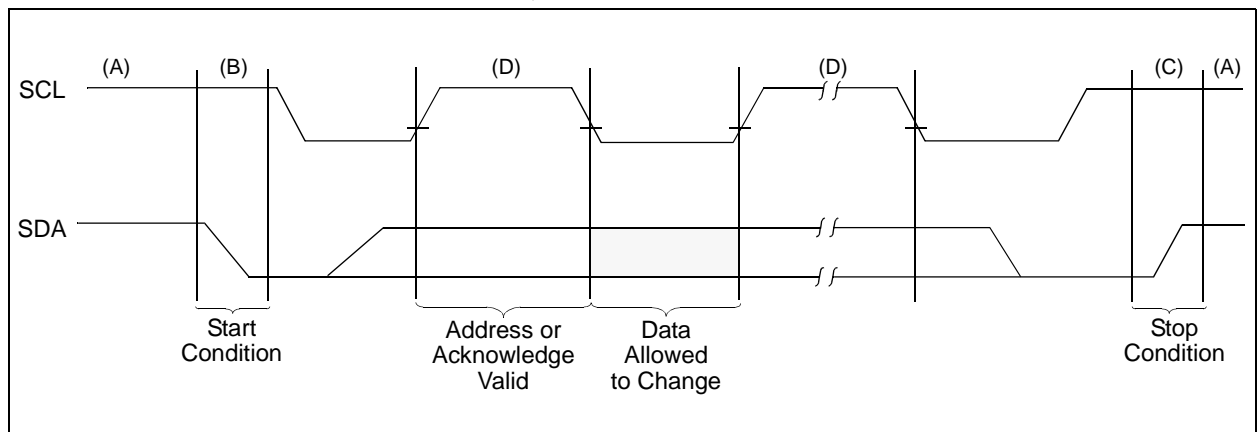 (A) (B) (D) (D) (C) (A)
SCL
SDA
Start
Condition
Address or
Acknowledge
Valid
Data
Allowed
to Change
Stop
Condition